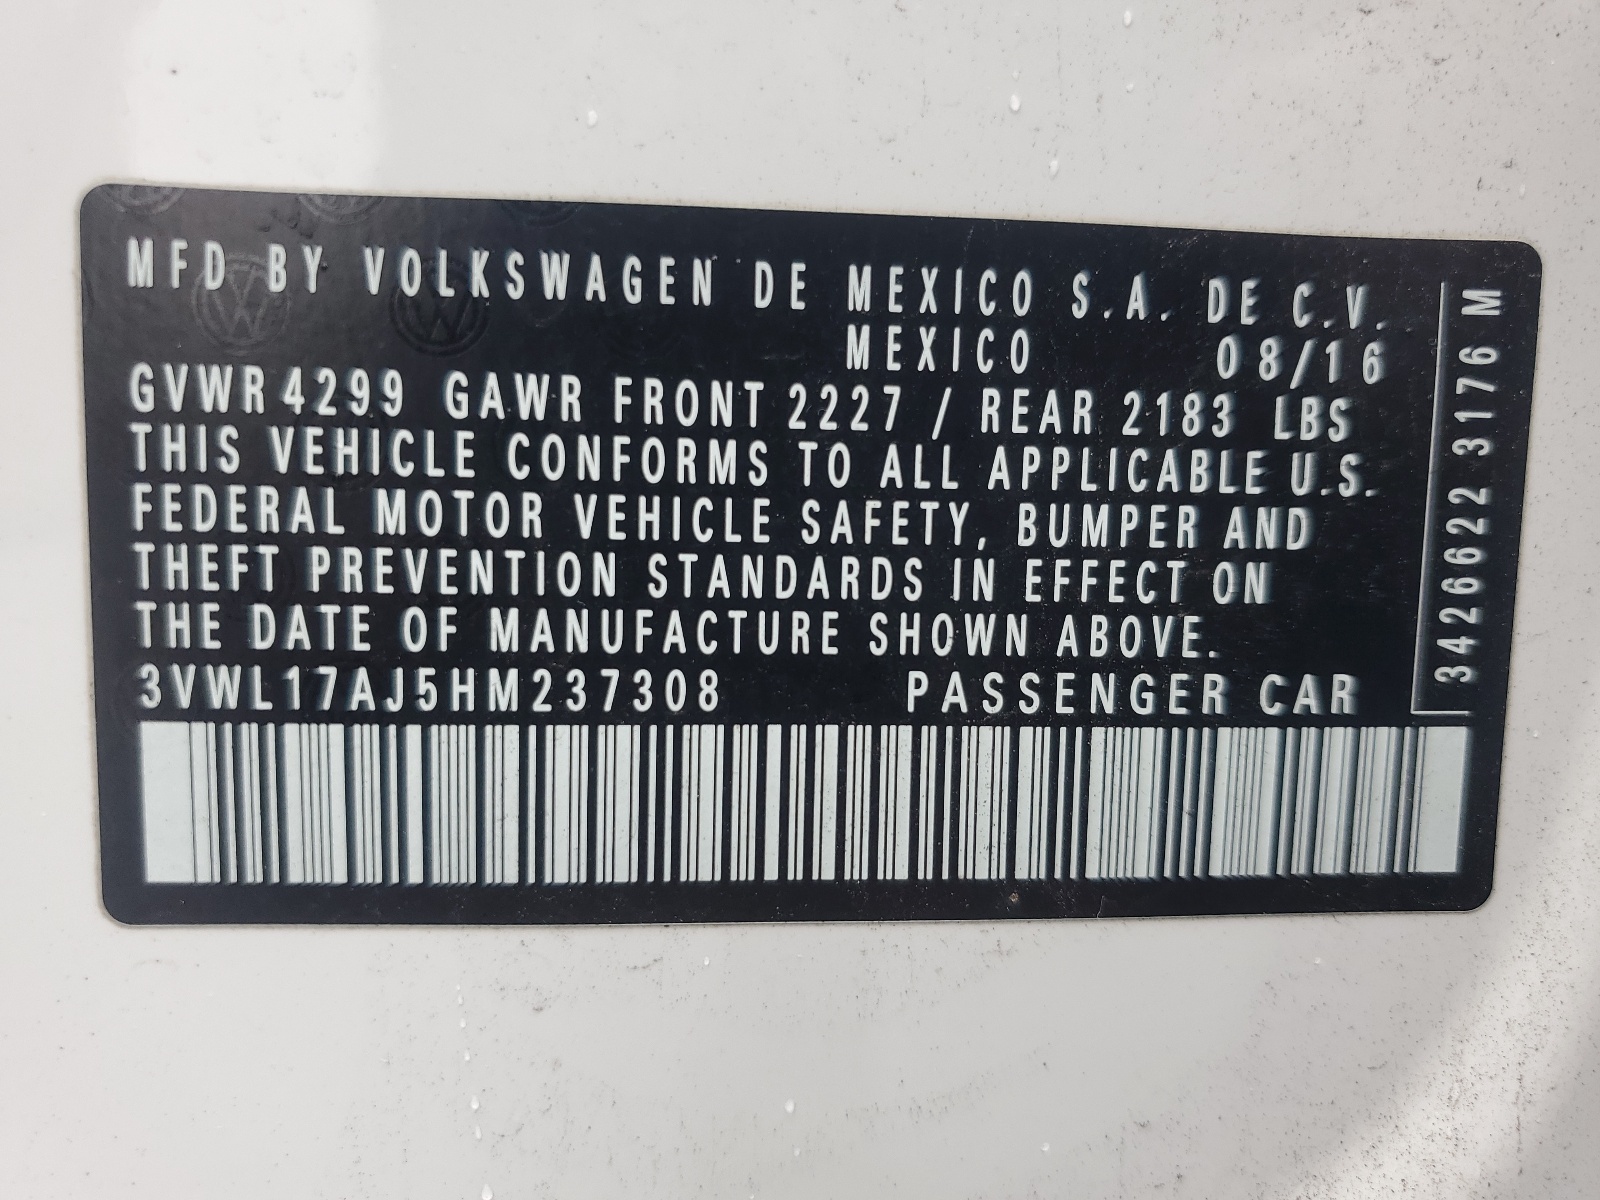 MFD BY VOLKSWAGEN DE MEXICO S.A. DE C.V.
MEXICO 08/16
GVWR 4299 GAWR FRONT 2227 / REAR 2183 LBS
THIS VEHICLE CONFORMS TO ALL APPLICABLE U.S.
FEDERAL MOTOR VEHICLE SAFETY, BUMPER AND
THEFT PREVENTION STANDARDS IN EFFECT ON
THE DATE OF MANUFACTURE SHOWN ABOVE.
3VWL17AJ5HM237308 PASSENGER CAR
3426622 3176 M